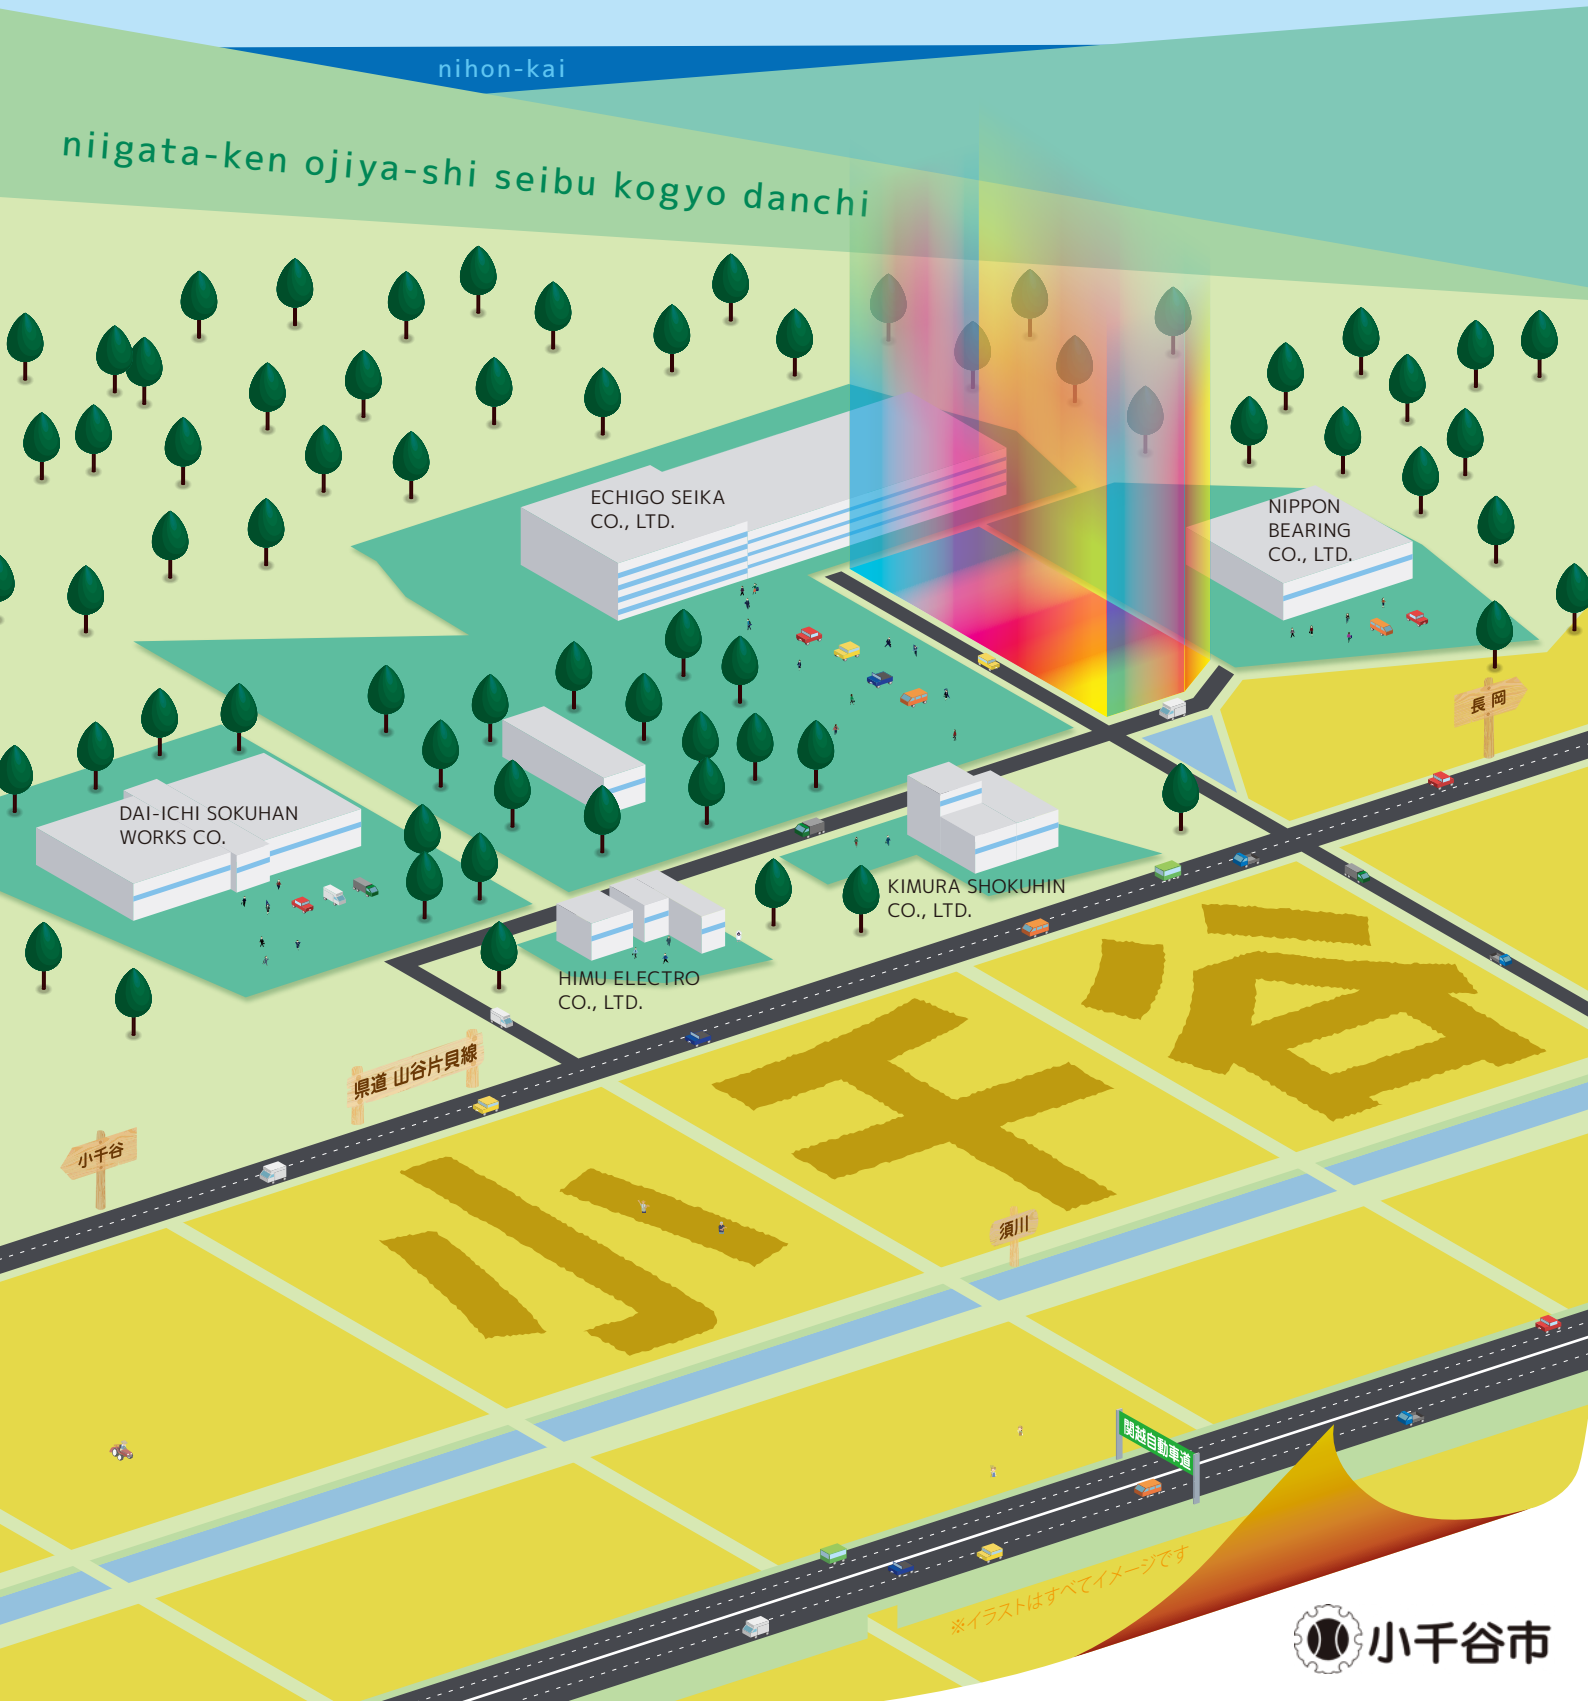 nihon-kai
niigata-ken ojiya-shi seibu kogyo danchi
ECHIGO SEIKA
CO., LTD.
NIPPON
BEARING
CO., LTD.
長岡
DAI-ICHI SOKUHAN
WORKS CO.
KIMURA SHOKUHIN
CO., LTD.
HIMU ELECTRO
CO., LTD.
県道 山谷片貝線
小千谷
小千谷
須川
関越自動車道
※イラストはすべてイメージです
小千谷市